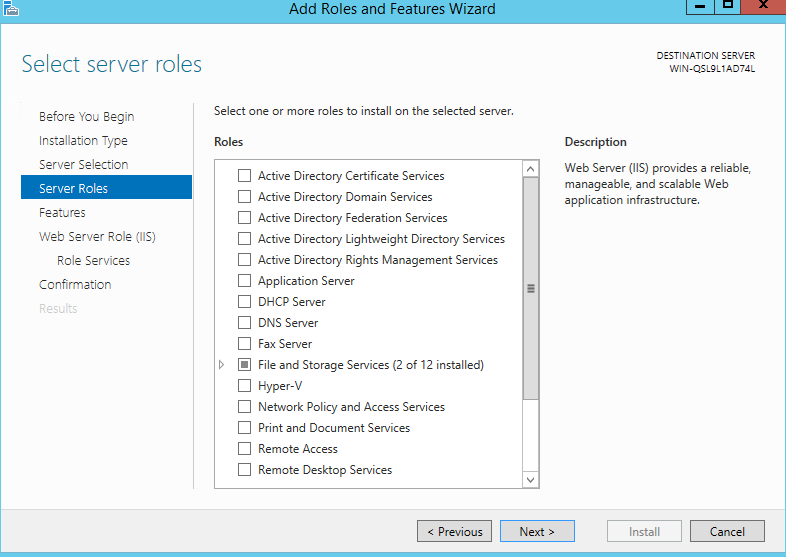 Add Roles and Features Wizard
Select server roles
DESTINATION SERVER
WIN-QSL9L1AD74L
Before You Begin
Installation Type
Server Selection
Server Roles
Features
Web Server Role (IIS)
Role Services
Confirmation
Results
Select one or more roles to install on the selected server.
Roles
Active Directory Certificate Services
Active Directory Domain Services
Active Directory Federation Services
Active Directory Lightweight Directory Services
Active Directory Rights Management Services
Application Server
DHCP Server
DNS Server
Fax Server
File and Storage Services (2 of 12 installed)
Hyper-V
Network Policy and Access Services
Print and Document Services
Remote Access
Remote Desktop Services
Description
Web Server (IIS) provides a reliable,
manageable, and scalable Web
application infrastructure.
< Previous
Next >
Install
Cancel